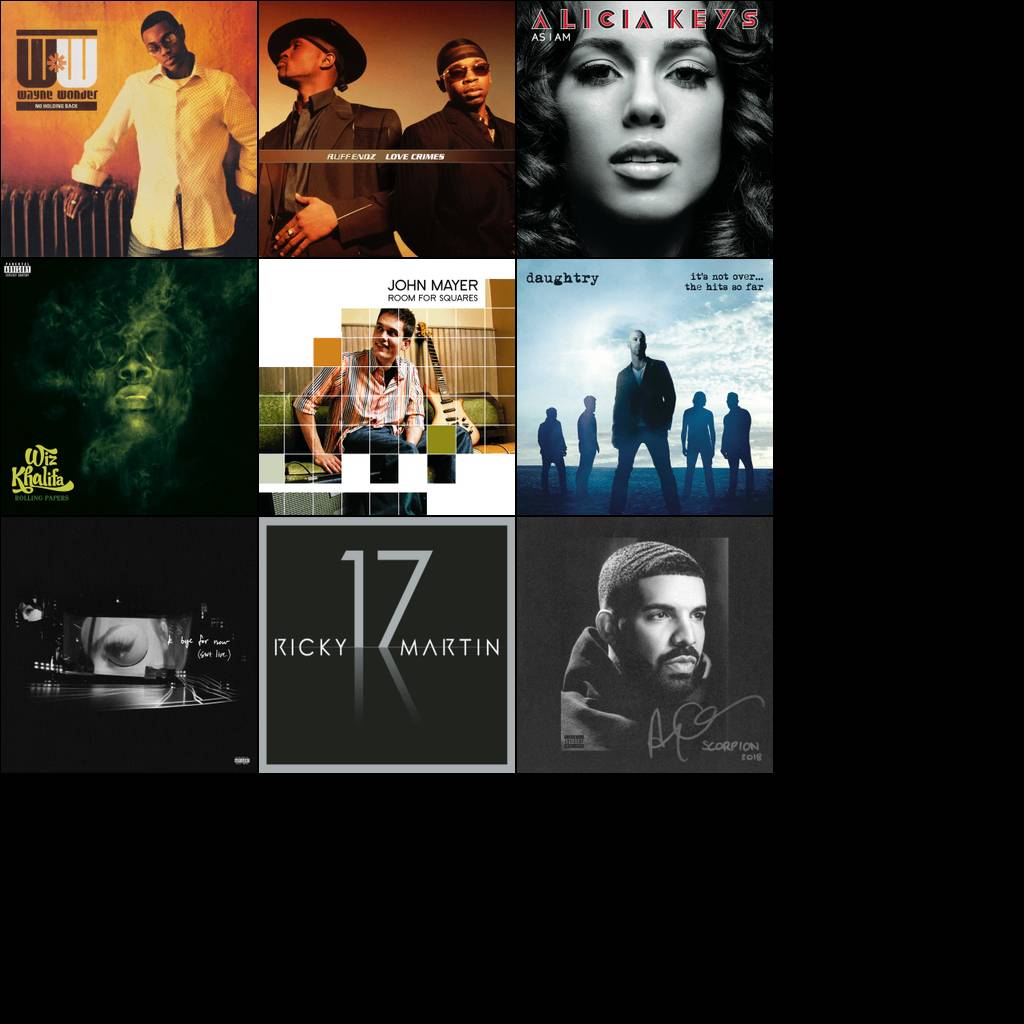 WW
wayne wonder
NO HOLDING BACK
RUFF ENDZ LOVE CRIMES
ALICIA KEYS
AS I AM
PARENTAL
ADVISORY
EXPLICIT CONTENT
Wiz
Khalifa
ROLLING PAPERS
JOHN MAYER
ROOM FOR SQUARES
daughtry
it's not over...
the hits so far
k bye for now
(swt live)
17
RICKY MARTIN
SCORPION
2018